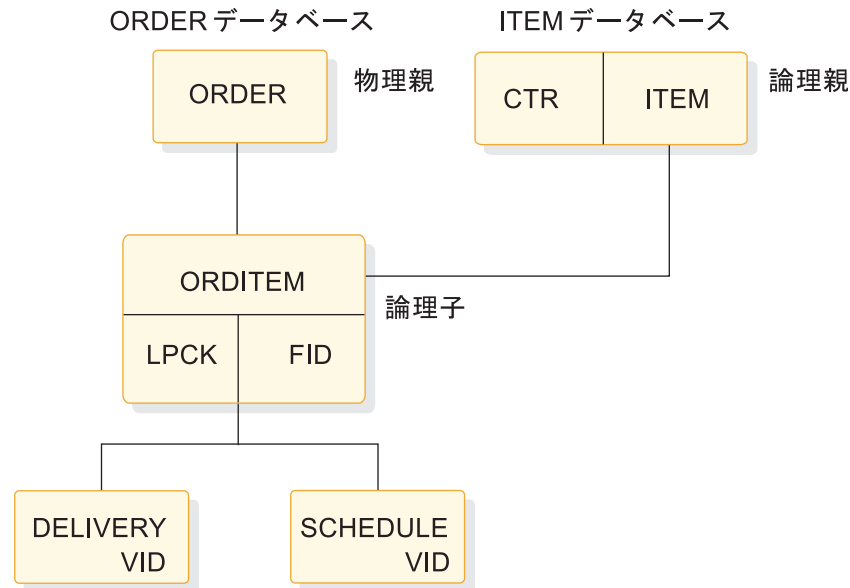 ORDER データベース
ITEM データベース
ORDER
物理親
CTR
ITEM
論理親
ORDITEM
論理子
LPCK
FID
DELIVERY
VID
SCHEDULE
VID